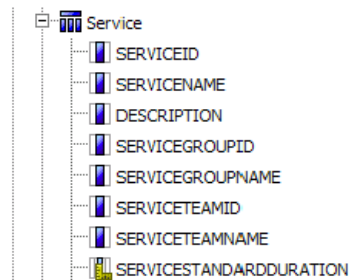 Service
SERVICEID
SERVICENAME
DESCRIPTION
SERVICEGROUPID
SERVICEGROUPNAME
SERVICETEAMID
SERVICETEAMNAME
SERVICESTANDARDDURATION